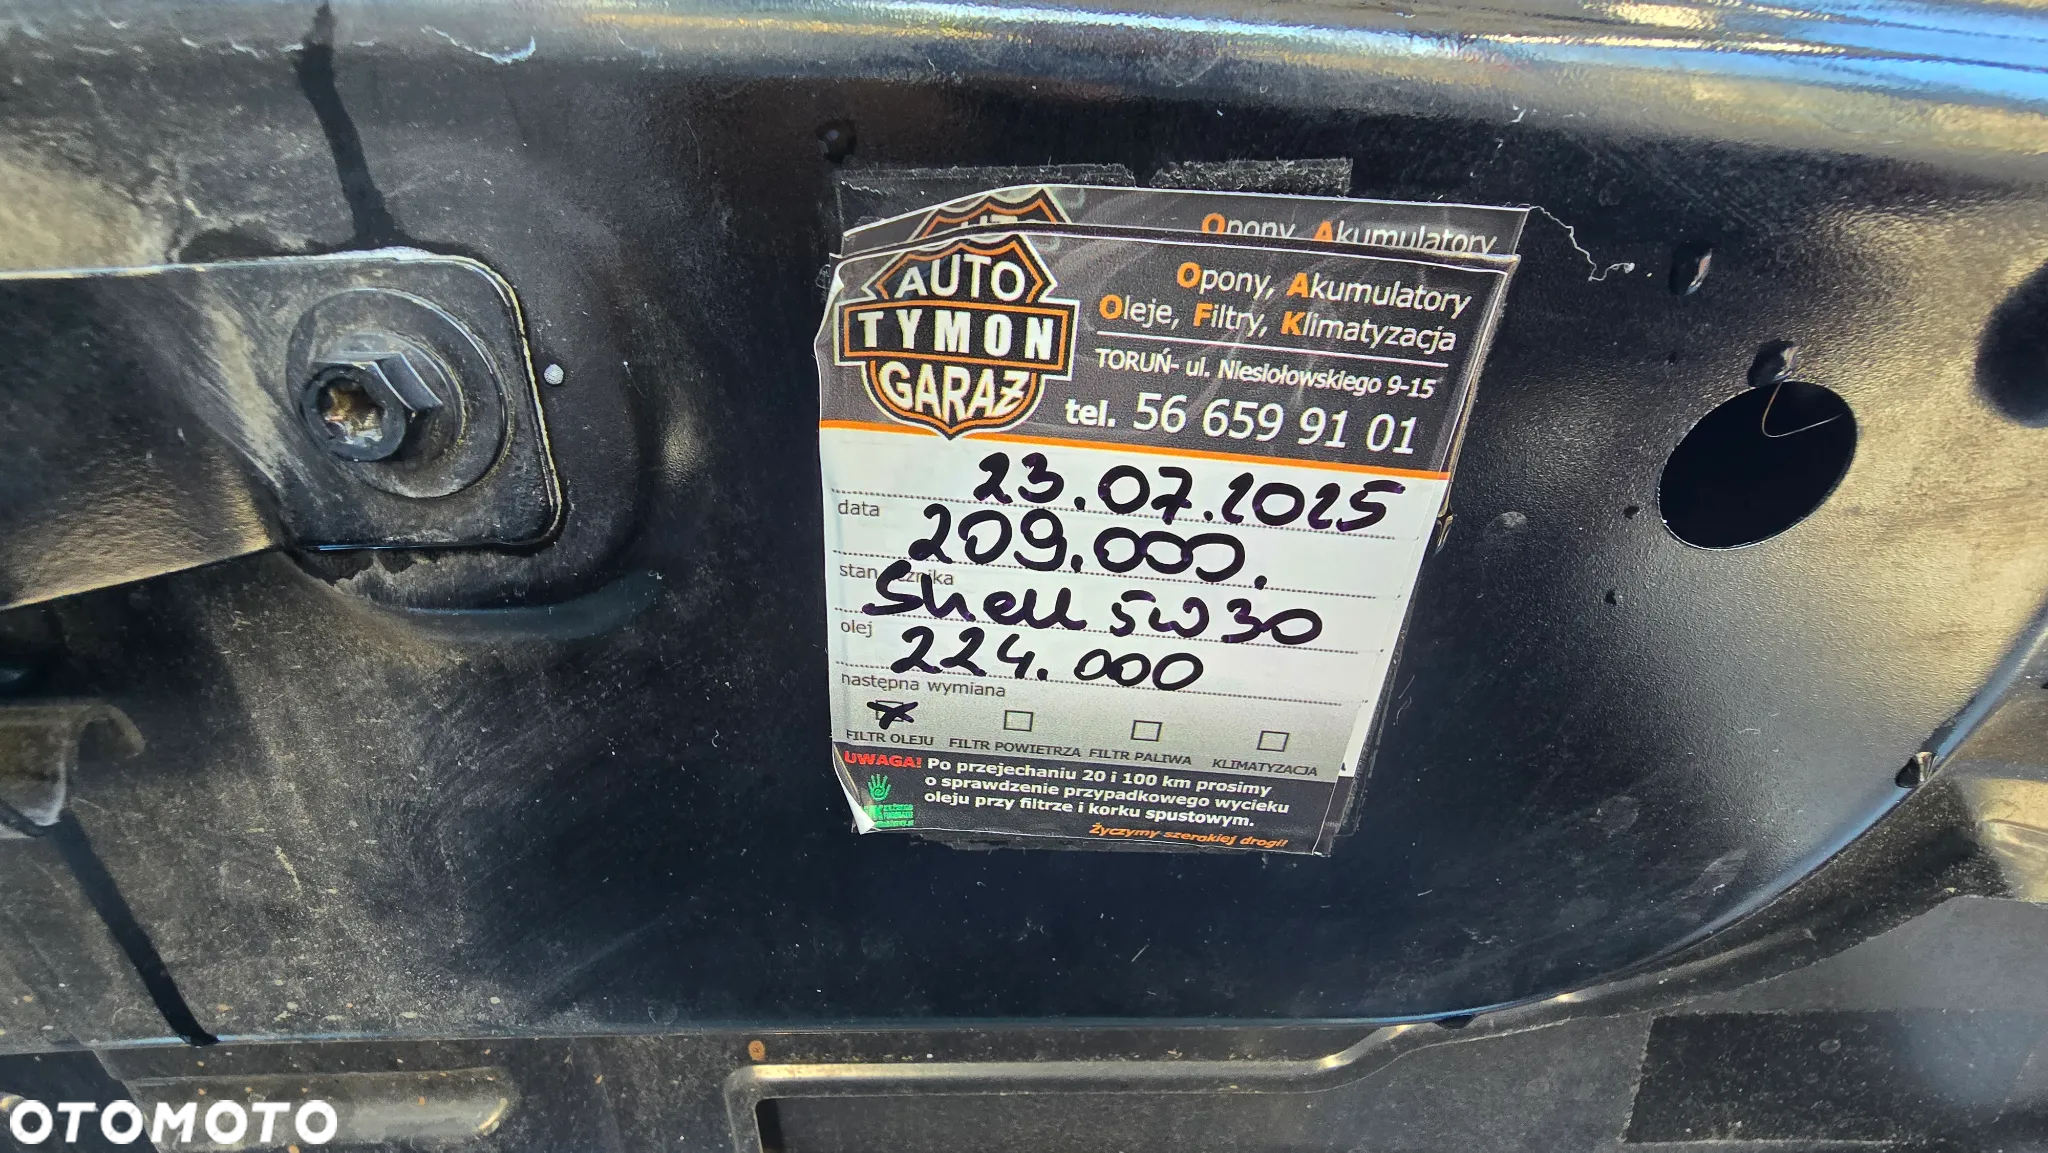 Opony, Akumulatory
AUTO
TYMON
GARAŻ
Opony, Akumulatory
Oleje, Filtry, Klimatyzacja
TORUŃ- ul. Niesiołowskiego 9-15
tel. 56 659 91 01
23.07.2025
data
209.000.
stan licznika
Shell 5W30
olej
224.000
następna wymiana
FILTR OLEJU FILTR POWIETRZA FILTR PALIWA KLIMATYZACJA
UWAGA! Po przejechaniu 20 i 100 km prosimy
o sprawdzenie przypadkowego wycieku
oleju przy filtrze i korku spustowym.
Życzymy szerokiej drogi!
OTOMOTO